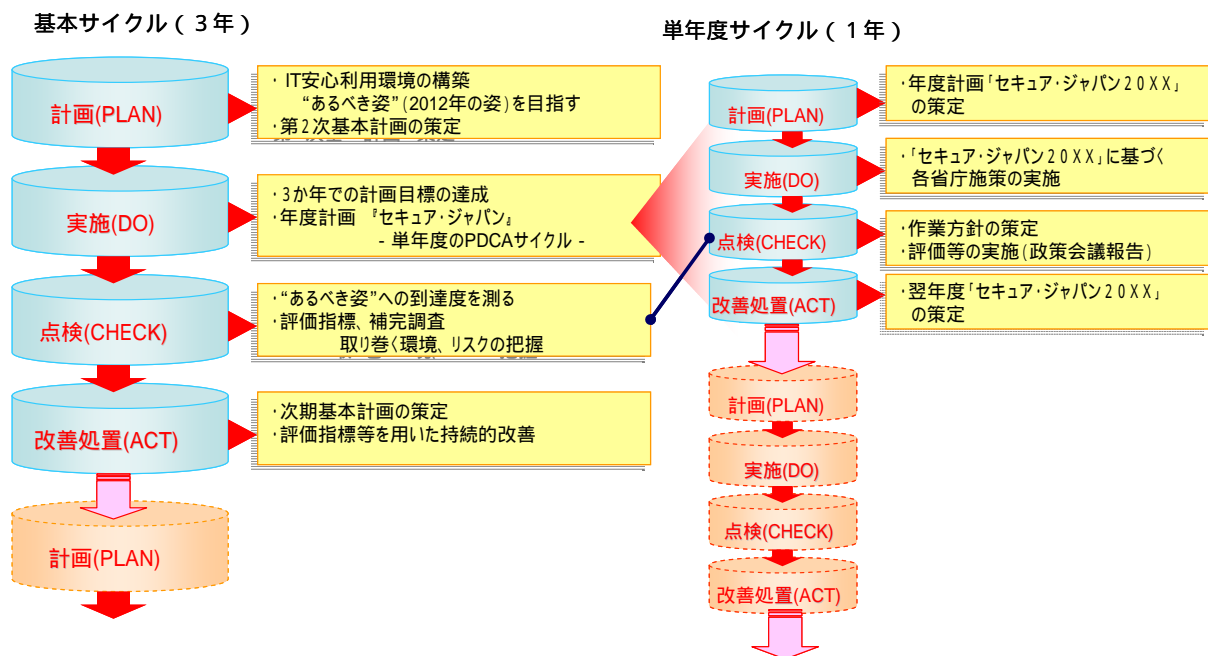 基本サイクル(3年)
計画(PLAN)
・IT安心利用環境の構築
“あるべき姿”(2012年の姿)を目指す
・第2次基本計画の策定
実施(DO)
・3か年での計画目標の達成
・年度計画 『セキュア・ジャパン』
- 単年度のPDCAサイクル -
点検(CHECK)
・“あるべき姿”への到達度を測る
・評価指標、補完調査
取り巻く環境、リスクの把握
改善処置(ACT)
・次期基本計画の策定
・評価指標等を用いた持続的改善
計画(PLAN)
単年度サイクル(1年)
計画(PLAN)
・年度計画「セキュア・ジャパン20XX」
の策定
実施(DO)
・「セキュア・ジャパン20XX」に基づく
各省庁施策の実施
点検(CHECK)
・作業方針の策定
・評価等の実施(政策会議報告)
改善処置(ACT)
・翌年度「セキュア・ジャパン20XX」
の策定
計画(PLAN)
実施(DO)
点検(CHECK)
改善処置(ACT)